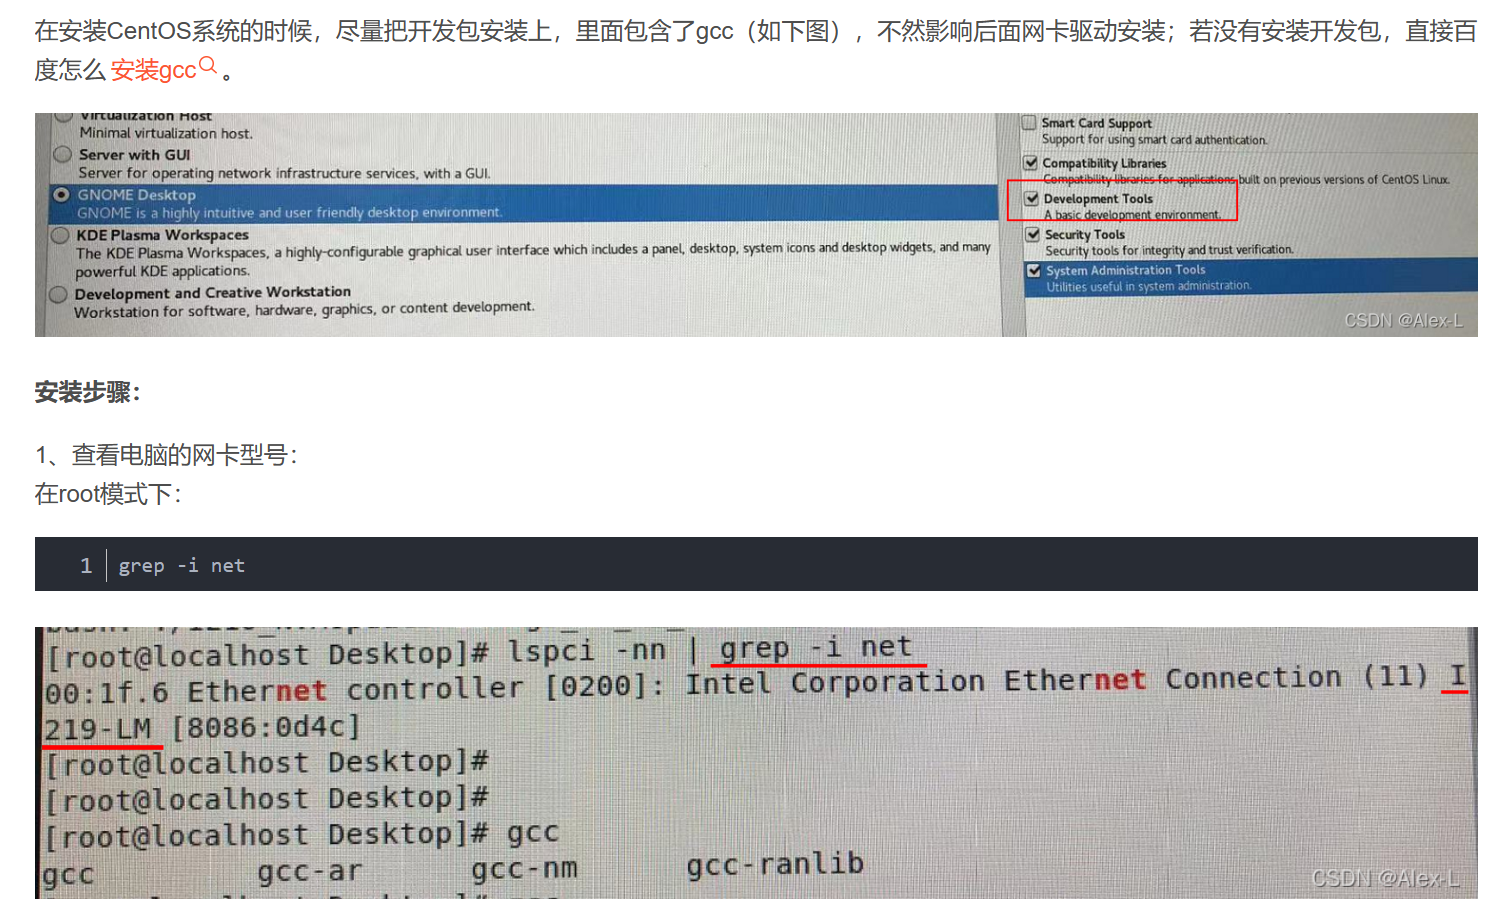 在安装CentOS系统的时候，尽量把开发包安装上，里面包含了gcc（如下图），不然影响后面网卡驱动安装；若没有安装开发包，直接百
度怎么 安装gcc 。
Virtualization Host
Minimal virtualization host.
Server with GUI
Server for operating network infrastructure services, with a GUI.
GNOME Desktop
GNOME is a highly intuitive and user friendly desktop environment.
KDE Plasma Workspaces
The KDE Plasma Workspaces, a highly-configurable graphical user interface which includes a panel, desktop, system icons and desktop widgets, and many
powerful KDE applications.
Development and Creative Workstation
Workstation for software, hardware, graphics, or content development.
Smart Card Support
Support for using smart card authentication.
Compatibility Libraries
Compatibility libraries for applications built on previous versions of CentOS Linux.
Development Tools
A basic development environment.
Security Tools
Security tools for integrity and trust verification.
System Administration Tools
Utilities useful in system administration.
CSDN @Alex-L
安装步骤：
1、查看电脑的网卡型号：
在root模式下：
1 grep -i net
[root@localhost Desktop]# lspci -nn | grep -i net
00:1f.6 Ethernet controller [0200]: Intel Corporation Ethernet Connection (11) I
219-LM [8086:0d4c]
[root@localhost Desktop]#
[root@localhost Desktop]#
[root@localhost Desktop]# gcc
gcc gcc-ar gcc-nm gcc-ranlib
CSDN @Alex-L